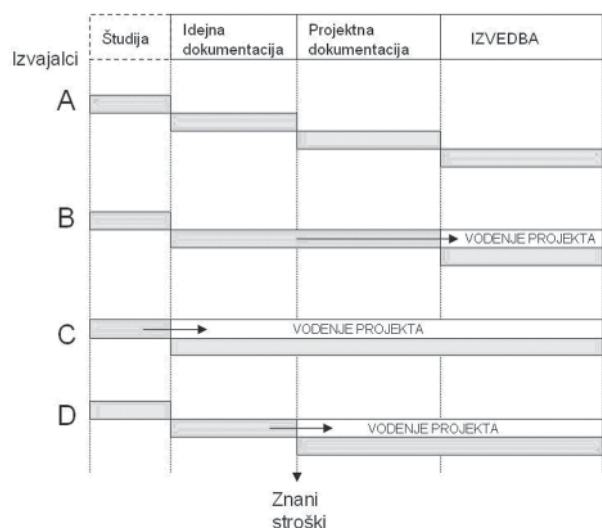 Izvajalci
Študija
Idejna
dokumentacija
Projektna
dokumentacija
IZVEDBA
A
B
VODENJE PROJEKTA
C
VODENJE PROJEKTA
D
VODENJE PROJEKTA
Znani
stroški